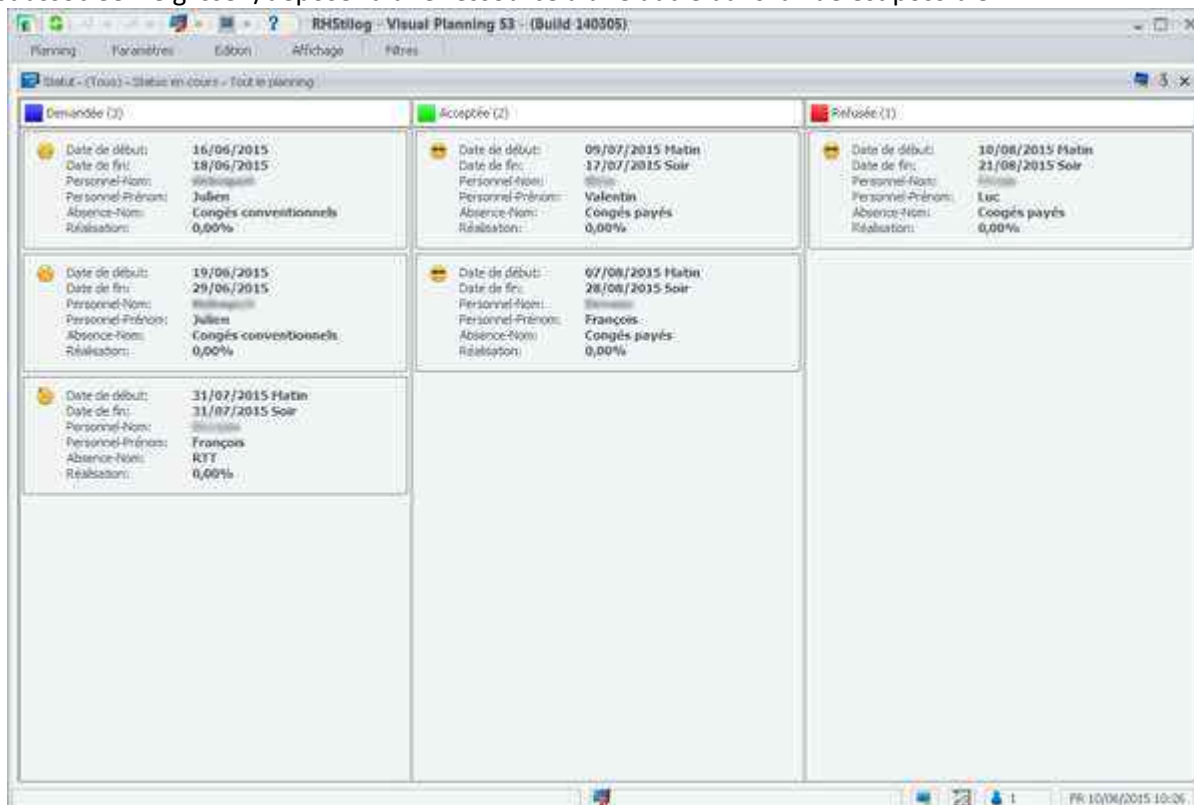 RHStilog - Visual Planning S3 - (Build 140305)
Planning Paramètres Edition Affichage Filtres
Statut - (Tous) - Status en cours - Tout le planning
Demandée (3)
Date de début: 16/06/2015
Date de fin: 18/06/2015
Personnel-Nom:
Personnel-Prénom: Julien
Absence-Nom: Congés conventionnels
Réalisation: 0,00%
Date de début: 19/06/2015
Date de fin: 29/06/2015
Personnel-Nom:
Personnel-Prénom: Julien
Absence-Nom: Congés conventionnels
Réalisation: 0,00%
Date de début: 31/07/2015 Matin
Date de fin: 31/07/2015 Soir
Personnel-Nom:
Personnel-Prénom: François
Absence-Nom: RTT
Réalisation: 0,00%
Acceptée (2)
Date de début: 09/07/2015 Matin
Date de fin: 17/07/2015 Soir
Personnel-Nom:
Personnel-Prénom: Valentin
Absence-Nom: Congés payés
Réalisation: 0,00%
Date de début: 07/08/2015 Matin
Date de fin: 28/08/2015 Soir
Personnel-Nom:
Personnel-Prénom: François
Absence-Nom: Congés payés
Réalisation: 0,00%
Refusée (1)
Date de début: 10/08/2015 Matin
Date de fin: 21/08/2015 Soir
Personnel-Nom:
Personnel-Prénom: Luc
Absence-Nom: Congés payés
Réalisation: 0,00%
1 FR 10/06/2015 10:26